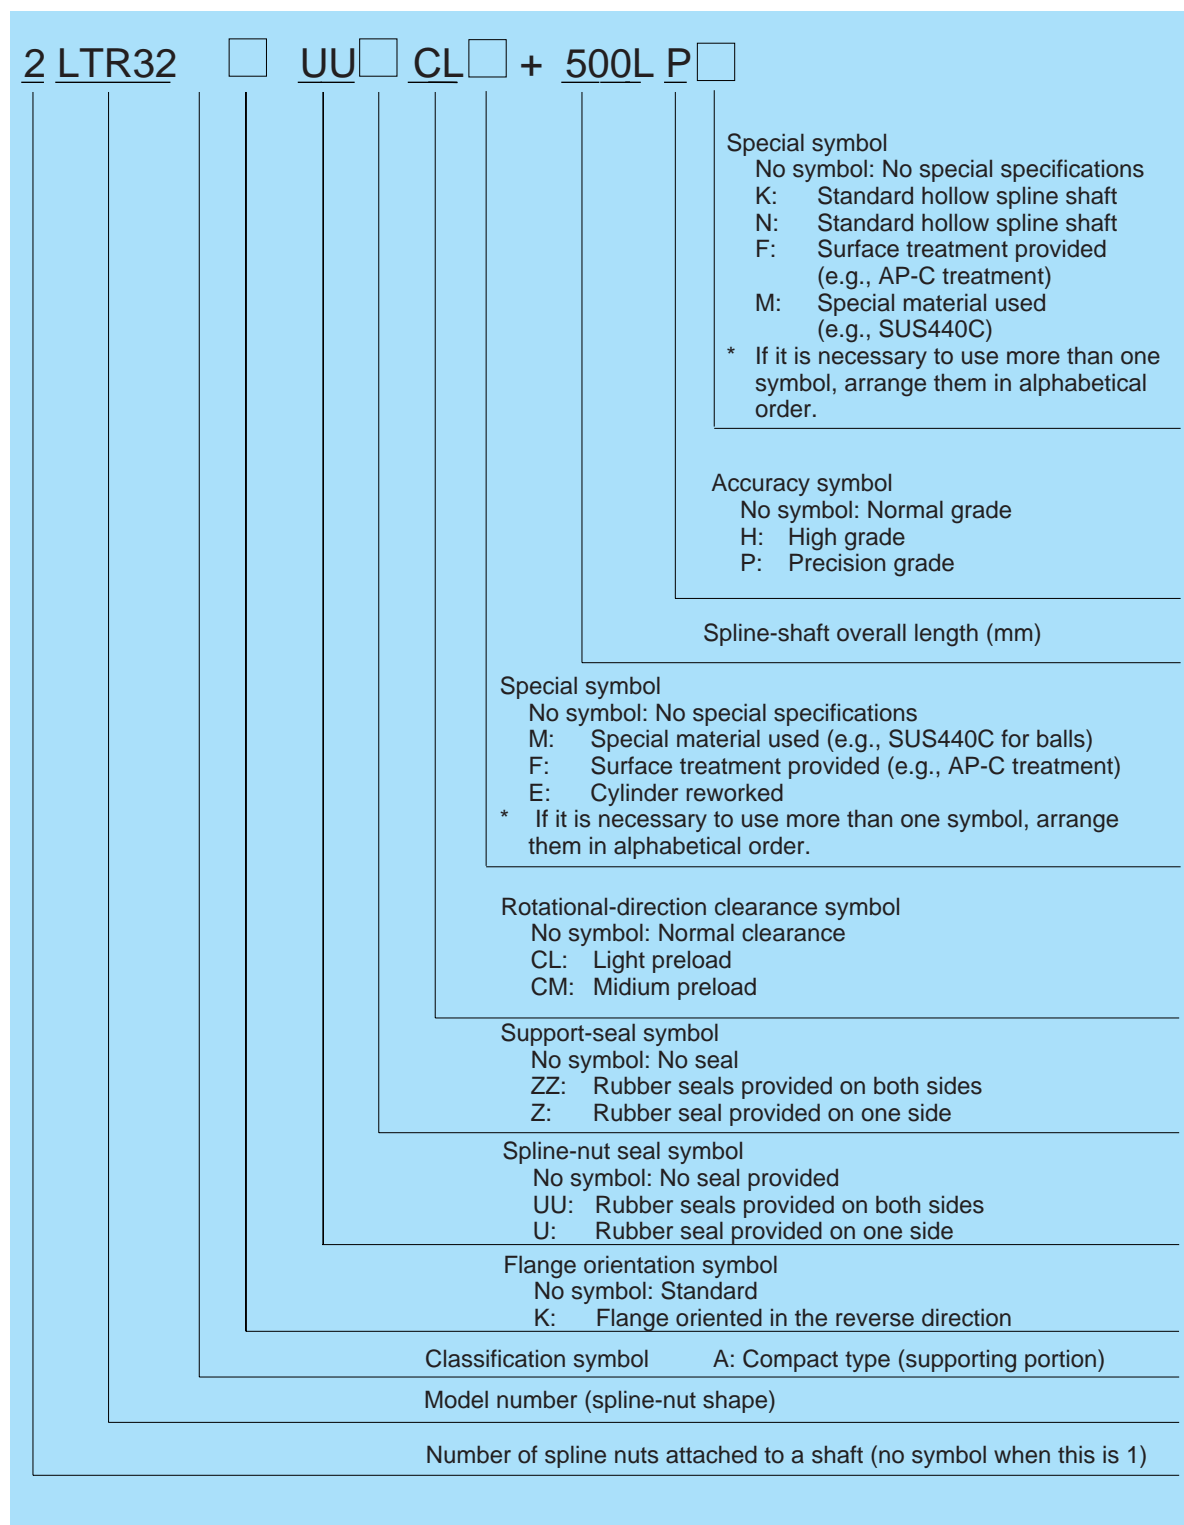 2 LTR32 □ UU□ CL□ + 500L P□
Special symbol
No symbol: No special specifications
K: Standard hollow spline shaft
N: Standard hollow spline shaft
F: Surface treatment provided
(e.g., AP-C treatment)
M: Special material used
(e.g., SUS440C)
* If it is necessary to use more than one
symbol, arrange them in alphabetical
order.
Accuracy symbol
No symbol: Normal grade
H: High grade
P: Precision grade
Spline-shaft overall length (mm)
Special symbol
No symbol: No special specifications
M: Special material used (e.g., SUS440C for balls)
F: Surface treatment provided (e.g., AP-C treatment)
E: Cylinder reworked
* If it is necessary to use more than one symbol, arrange
them in alphabetical order.
Rotational-direction clearance symbol
No symbol: Normal clearance
CL: Light preload
CM: Midium preload
Support-seal symbol
No symbol: No seal
ZZ: Rubber seals provided on both sides
Z: Rubber seal provided on one side
Spline-nut seal symbol
No symbol: No seal provided
UU: Rubber seals provided on both sides
U: Rubber seal provided on one side
Flange orientation symbol
No symbol: Standard
K: Flange oriented in the reverse direction
Classification symbol A: Compact type (supporting portion)
Model number (spline-nut shape)
Number of spline nuts attached to a shaft (no symbol when this is 1)